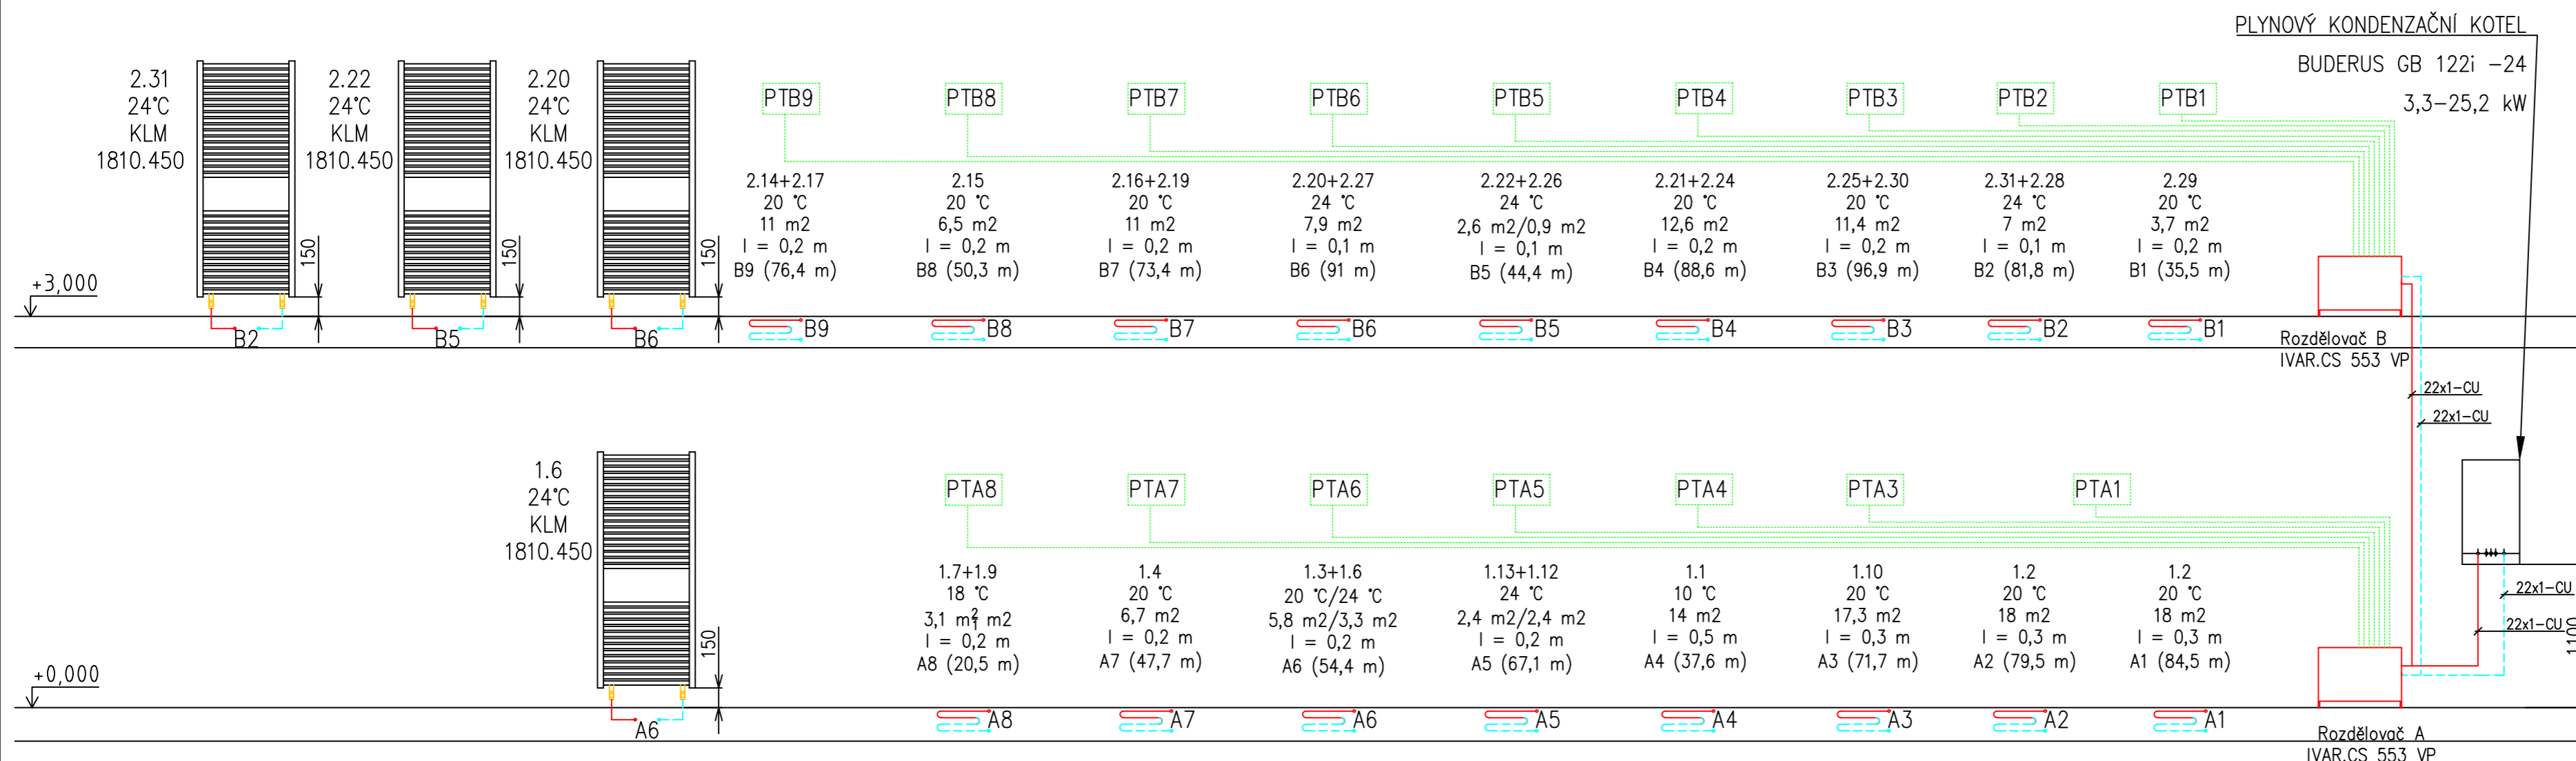 PLYNOVÝ KONDENZAČNÍ KOTEL
BUDERUS GB 122i -24
3,3-25,2 kW
2.31
24°C
KLM
1810.450
2.22
24°C
KLM
1810.450
2.20
24°C
KLM
1810.450
150
150
150
+3,000
PTB9
PTB8
PTB7
PTB6
PTB5
PTB4
PTB3
PTB2
PTB1
2.14+2.17
20 °C
11 m2
l = 0,2 m
B9 (76,4 m)
2.15
20 °C
6,5 m2
l = 0,2 m
B8 (50,3 m)
2.16+2.19
20 °C
11 m2
l = 0,2 m
B7 (73,4 m)
2.20+2.27
24 °C
7,9 m2
l = 0,1 m
B6 (91 m)
2.22+2.26
24 °C
2,6 m2/0,9 m2
l = 0,1 m
B5 (44,4 m)
2.21+2.24
20 °C
12,6 m2
l = 0,2 m
B4 (88,6 m)
2.25+2.30
20 °C
11,4 m2
l = 0,2 m
B3 (96,9 m)
2.31+2.28
24 °C
7 m2
l = 0,1 m
B2 (81,8 m)
2.29
20 °C
3,7 m2
l = 0,2 m
B1 (35,5 m)
B2
B5
B6
B9
B8
B7
B6
B5
B4
B3
B2
B1
Rozdělovač B
IVAR.CS 553 VP
22x1-CU
22x1-CU
1.6
24°C
KLM
1810.450
150
+0,000
PTA8
PTA7
PTA6
PTA5
PTA4
PTA3
PTA1
1.7+1.9
18 °C
3,1 m2 m2
l = 0,2 m
A8 (20,5 m)
1.4
20 °C
6,7 m2
l = 0,2 m
A7 (47,7 m)
1.3+1.6
20 °C/24 °C
5,8 m2/3,3 m2
l = 0,2 m
A6 (54,4 m)
1.13+1.12
24 °C
2,4 m2/2,4 m2
l = 0,2 m
A5 (67,1 m)
1.1
10 °C
14 m2
l = 0,5 m
A4 (37,6 m)
1.10
20 °C
17,3 m2
l = 0,3 m
A3 (71,7 m)
1.2
20 °C
18 m2
l = 0,3 m
A2 (79,5 m)
1.2
20 °C
18 m2
l = 0,3 m
A1 (84,5 m)
22x1-CU
22x1-CU
1100
A6
A8
A7
A6
A5
A4
A3
A2
A1
Rozdělovač A
IVAR.CS 553 VP